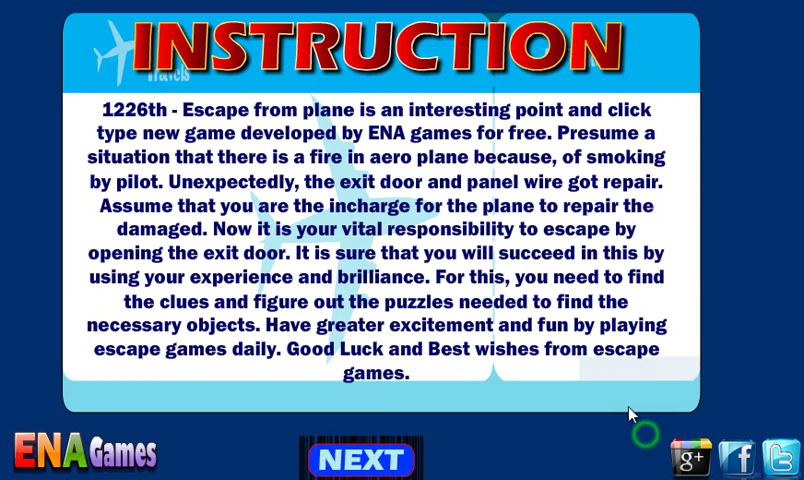 INSTRUCTION
Travels
1226th - Escape from plane is an interesting point and click
type new game developed by ENA games for free. Presume a
situation that there is a fire in aero plane because, of smoking
by pilot. Unexpectedly, the exit door and panel wire got repair.
Assume that you are the incharge for the plane to repair the
damaged. Now it is your vital responsibility to escape by
opening the exit door. It is sure that you will succeed in this by
using your experience and brilliance. For this, you need to find
the clues and figure out the puzzles needed to find the
necessary objects. Have greater excitement and fun by playing
escape games daily. Good Luck and Best wishes from escape
games.
ENA Games
NEXT
g+ f t